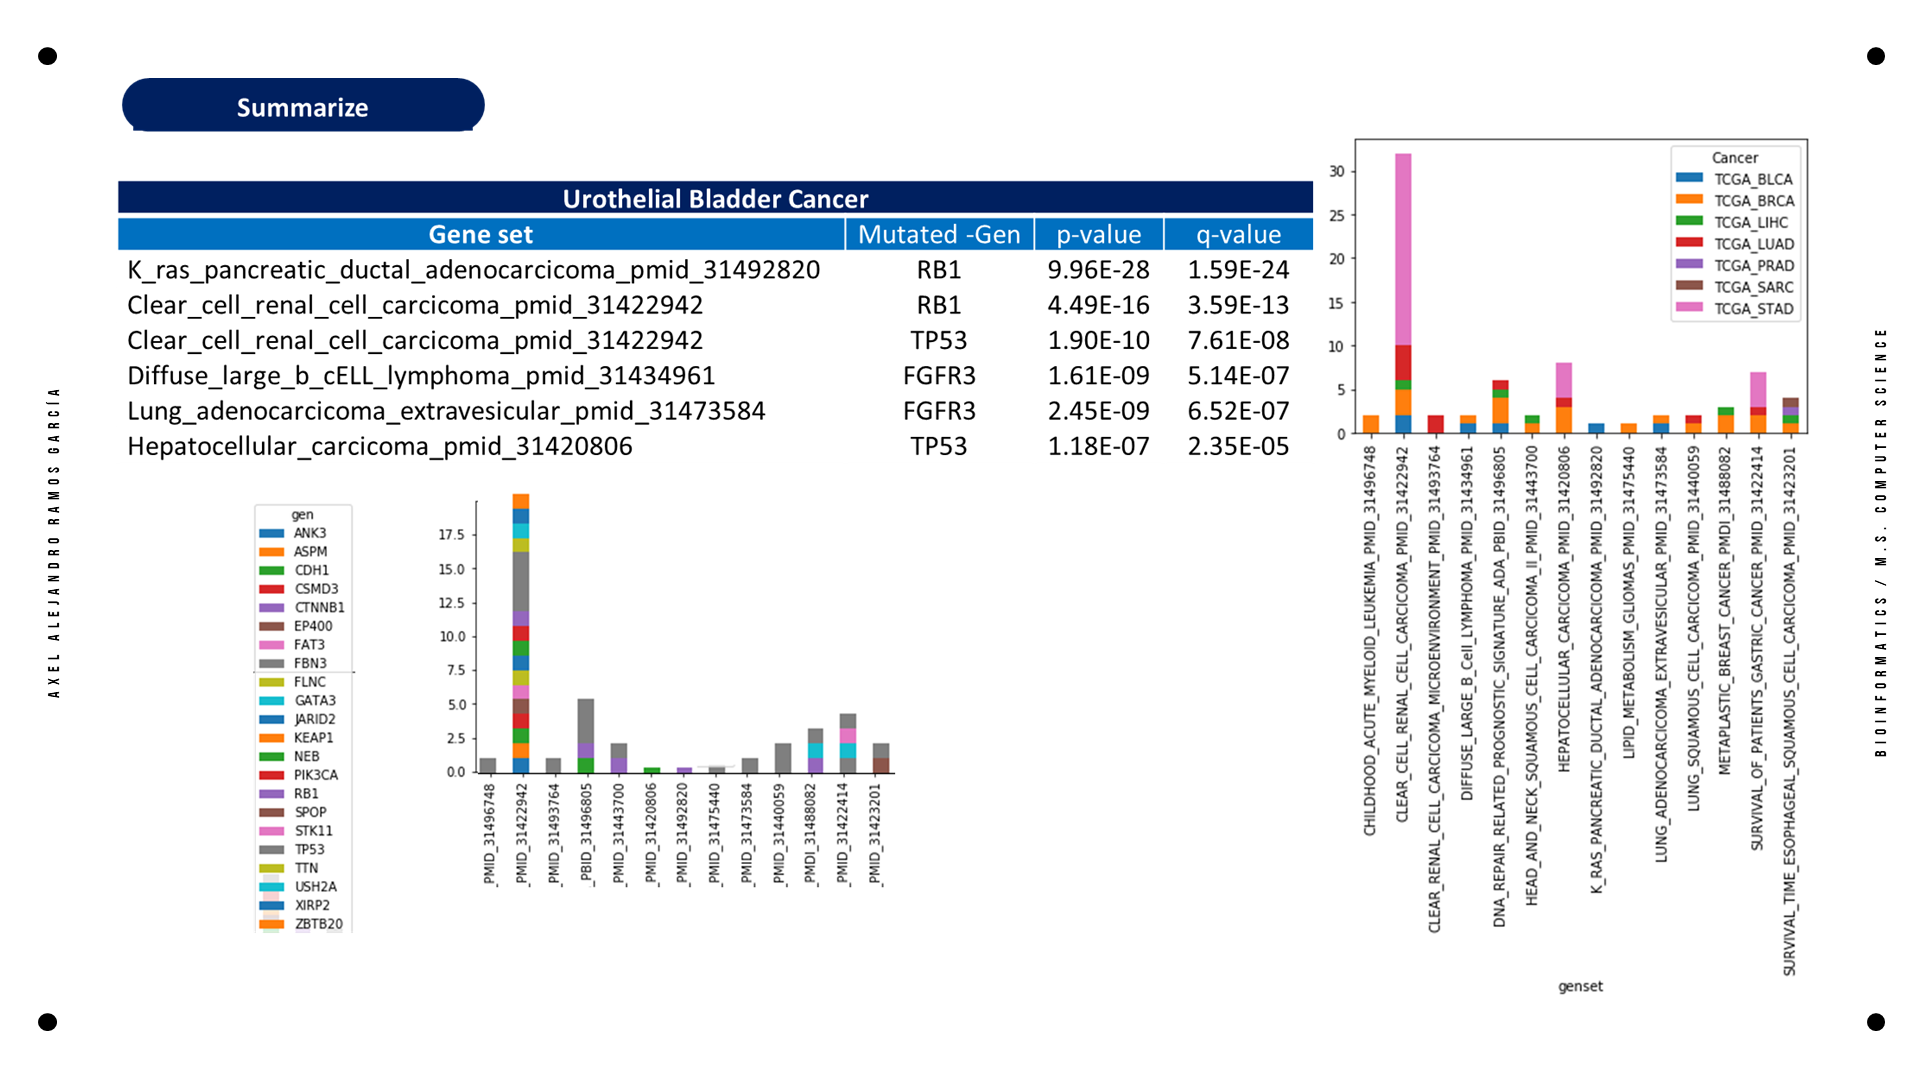 Summarize
Urothelial Bladder Cancer
Gene set Mutated -Gen p-value q-value
K_ras_pancreatic_ductal_adenocarcicoma_pmid_31492820 RB1 9.96E-28 1.59E-24
Clear_cell_renal_cell_carcicoma_pmid_31422942 RB1 4.49E-16 3.59E-13
Clear_cell_renal_cell_carcicoma_pmid_31422942 TP53 1.90E-10 7.61E-08
Diffuse_large_b_cELL_lymphoma_pmid_31434961 FGFR3 1.61E-09 5.14E-07
Lung_adenocarcicoma_extravesicular_pmid_31473584 FGFR3 2.45E-09 6.52E-07
Hepatocellular_carcicoma_pmid_31420806 TP53 1.18E-07 2.35E-05
gen
ANK3
ASPM
CDH1
CSMD3
CTNNB1
EP400
FAT3
FBN3
FLNC
GATA3
JARID2
KEAP1
NEB
PIK3CA
RB1
SPOP
STK11
TP53
TTN
USH2A
XIRP2
ZBTB20
17.5
15.0
12.5
10.0
7.5
5.0
2.5
0.0
PMID_31496748
PMID_31422942
PMID_31493764
PBID_31496805
PMID_31443700
PMID_31420806
PMID_31492820
PMID_31475440
PMID_31473584
PMID_31440059
PMDI_31488082
PMID_31422414
PMID_31423201
Cancer
TCGA_BLCA
TCGA_BRCA
TCGA_LIHC
TCGA_LUAD
TCGA_PRAD
TCGA_SARC
TCGA_STAD
30
25
20
15
10
5
0
CHILDHOOD_ACUTE_MYELOID_LEUKEMIA_PMID_31496748
CLEAR_CELL_RENAL_CELL_CARCICOMA_PMID_31422942
CLEAR_RENAL_CELL_CARCICOMA_MICROENVIRONMENT_PMID_31493764
DIFFUSE_LARGE_B_Cell_LYMPHOMA_PMID_31434961
DNA_REPAIR_RELATED_PROGNOSTIC_SIGNATURE_ADA_PBID_31496805
HEAD_AND_NECK_SQUAMOUS_CELL_CARCICOMA_II_PMID_31443700
HEPATOCELLULAR_CARCICOMA_PMID_31420806
K_RAS_PANCREATIC_DUCTAL_ADENOCARCICOMA_PMID_31492820
LIPID_METABOLISM_GLIOMAS_PMID_31475440
LUNG_ADENOCARCICOMA_EXTRAVESICULAR_PMID_31473584
LUNG_SQUAMOUS_CELL_CARCICOMA_PMID_31440059
METAPLASTIC_BREAST_CANCER_PMDI_31488082
SURVIVAL_OF_PATIENTS_GASTRIC_CANCER_PMID_31422414
SURVIVAL_TIME_ESOPHAGEAL_SQUAMOUS_CELL_CARCICOMA_PMID_31423201
genset
AXEL ALEJANDRO RAMOS GARCÍA
BIOINFORMATICS / M.S. COMPUTER SCIENCE